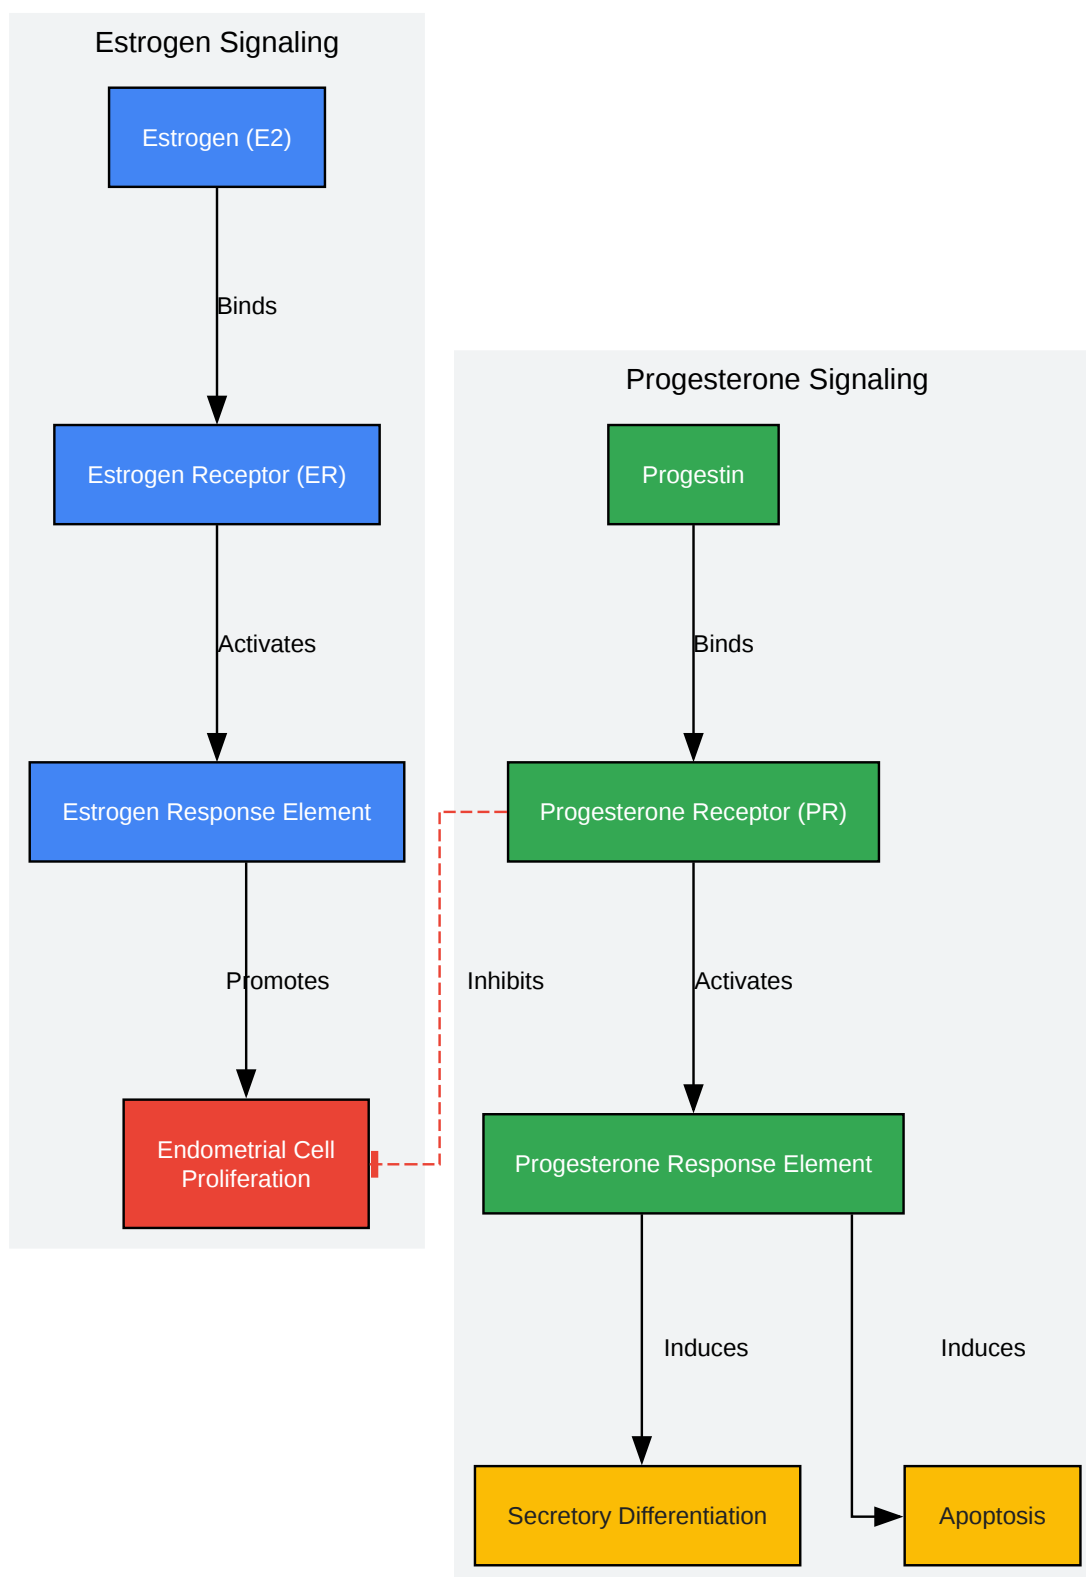 Estrogen Signaling
Estrogen (E2)
Binds
Estrogen Receptor (ER)
Activates
Estrogen Response Element
Promotes
Endometrial Cell
Proliferation
Inhibits
Progesterone Signaling
Progestin
Binds
Progesterone Receptor (PR)
Activates
Progesterone Response Element
Induces
Induces
Secretory Differentiation
Apoptosis